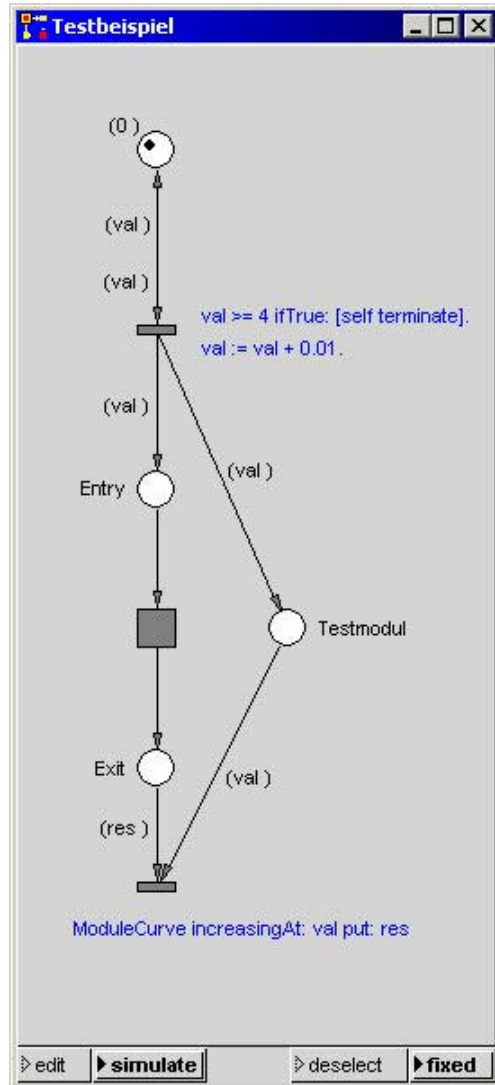 Testbeispiel
(0 )
(val )
(val )
val >= 4 ifTrue: [self terminate].
val := val + 0.01.
(val )
(val )
Entry
Testmodul
Exit
(val )
(res )
ModuleCurve increasingAt: val put: res
edit
simulate
deselect
fixed